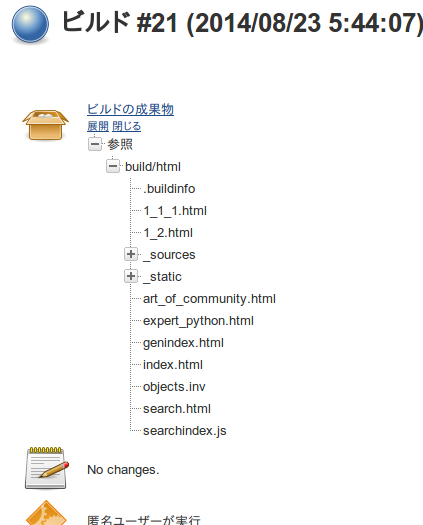 ビルド #21 (2014/08/23 5:44:07)
ビルドの成果物
展開 閉じる
参照
build/html
.buildinfo
1_1_1.html
1_2.html
_sources
_static
art_of_community.html
expert_python.html
genindex.html
index.html
objects.inv
search.html
searchindex.js
No changes.
匿名ユーザーが実行